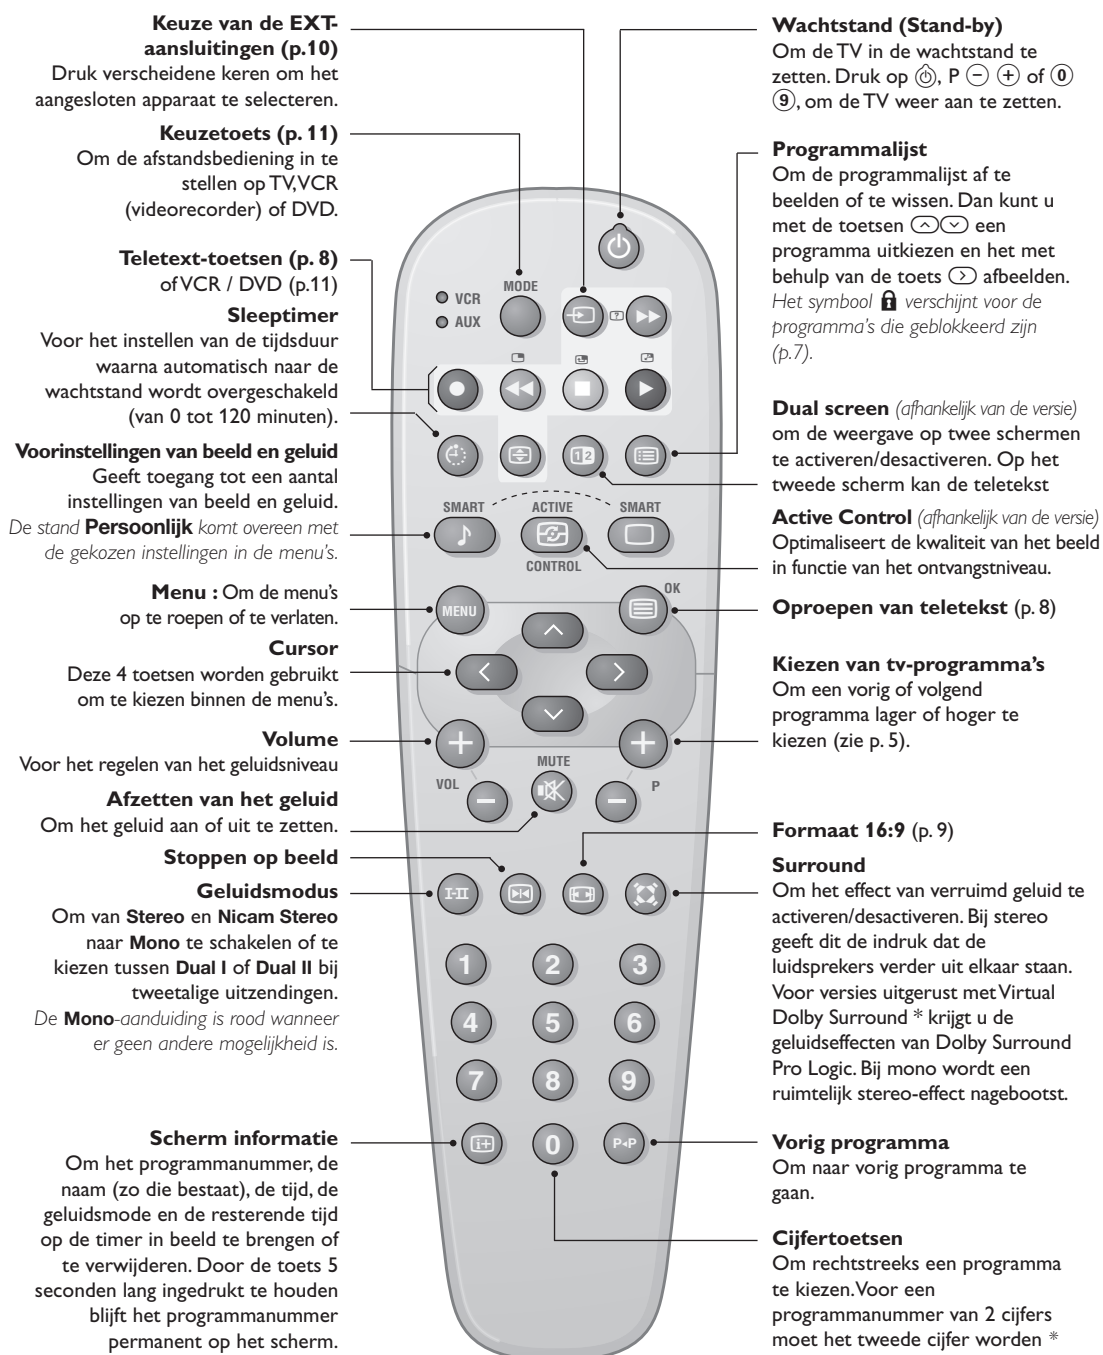 Keuze van de EXT-
aansluitingen (p.10)
Druk verscheidene keren om het
aangesloten apparaat te selecteren.
Keuzetoets (p. 11)
Om de afstandsbediening in te
stellen op TV,VCR
(videorecorder) of DVD.
Teletext-toetsen (p. 8)
of VCR / DVD (p.11)
Sleeptimer
Voor het instellen van de tijdsduur
waarna automatisch naar de
wachtstand wordt overgeschakeld
(van 0 tot 120 minuten).
Voorinstellingen van beeld en geluid
Geeft toegang tot een aantal
instellingen van beeld en geluid.
De stand Persoonlijk komt overeen met
de gekozen instellingen in de menu's.
Menu : Om de menu's
op te roepen of te verlaten.
Cursor
Deze 4 toetsen worden gebruikt
om te kiezen binnen de menu's.
Volume
Voor het regelen van het geluidsniveau
Afzetten van het geluid
Om het geluid aan of uit te zetten.
Stoppen op beeld
Geluidsmodus
Om van Stereo en Nicam Stereo
naar Mono te schakelen of te
kiezen tussen Dual I of Dual II bij
tweetalige uitzendingen.
De Mono-aanduiding is rood wanneer
er geen andere mogelijkheid is.
Scherm informatie
Om het programmanummer, de
naam (zo die bestaat), de tijd, de
geluidsmode en de resterende tijd
op de timer in beeld te brengen of
te verwijderen. Door de toets 5
seconden lang ingedrukt te houden
blijft het programmanummer
permanent op het scherm.
MODE
VCR
AUX
?
1 2
SMART
ACTIVE
SMART
CONTROL
MENU
OK
MUTE
VOL
P
I-II
1 2 3
4 5 6
7 8 9
i+ 0 P◂P
Wachtstand (Stand-by)
Om de TV in de wachtstand te
zetten. Druk op ⏻, P − + of 0
9, om de TV weer aan te zetten.
Programmalijst
Om de programmalijst af te
beelden of te wissen. Dan kunt u
met de toetsen een
programma uitkiezen en het met
behulp van de toets afbeelden.
Het symbool verschijnt voor de
programma's die geblokkeerd zijn
(p.7).
Dual screen (afhankelijk van de versie)
om de weergave op twee schermen
te activeren/desactiveren. Op het
tweede scherm kan de teletekst
Active Control (afhankelijk van de versie)
Optimaliseert de kwaliteit van het beeld
in functie van het ontvangstniveau.
Oproepen van teletekst (p. 8)
Kiezen van tv-programma's
Om een vorig of volgend
programma lager of hoger te
kiezen (zie p. 5).
Formaat 16:9 (p. 9)
Surround
Om het effect van verruimd geluid te
activeren/desactiveren. Bij stereo
geeft dit de indruk dat de
luidsprekers verder uit elkaar staan.
Voor versies uitgerust met Virtual
Dolby Surround * krijgt u de
geluidseffecten van Dolby Surround
Pro Logic. Bij mono wordt een
ruimtelijk stereo-effect nagebootst.
Vorig programma
Om naar vorig programma te
gaan.
Cijfertoetsen
Om rechtstreeks een programma
te kiezen.Voor een
programmanummer van 2 cijfers
moet het tweede cijfer worden *